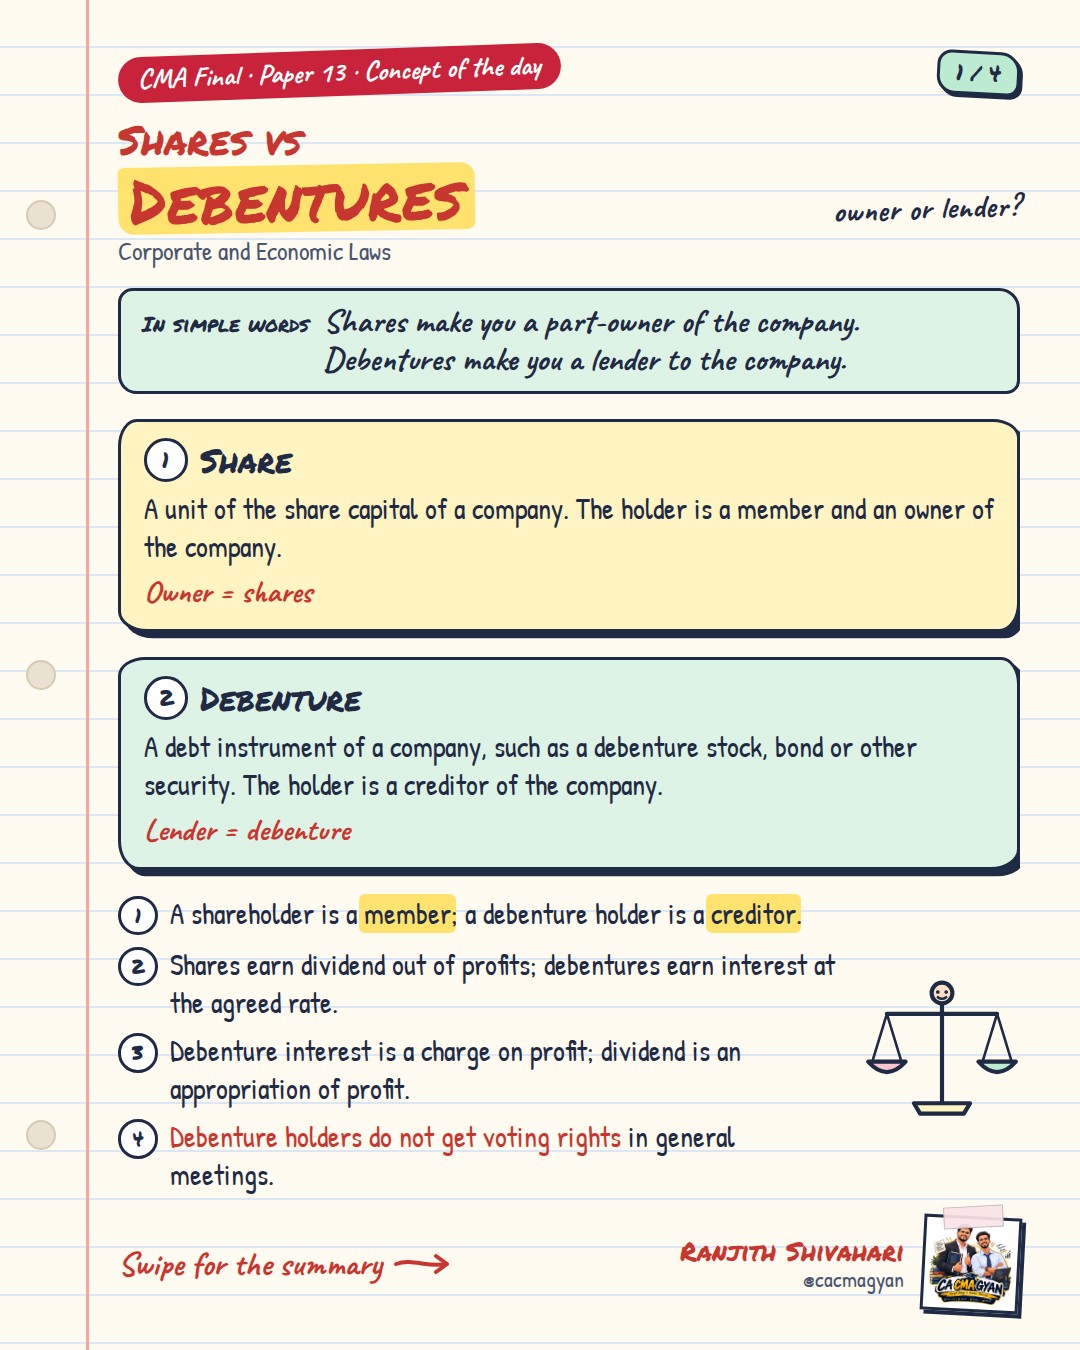 CMA Final · Paper 13 · Concept of the day
1 / 4
Shares vs
Debentures
owner or lender?
Corporate and Economic Laws
In simple words Shares make you a part-owner of the company.
Debentures make you a lender to the company.
1 Share
A unit of the share capital of a company. The holder is a member and an owner of
the company.
Owner = shares
2 Debenture
A debt instrument of a company, such as a debenture stock, bond or other
security. The holder is a creditor of the company.
Lender = debenture
1 A shareholder is a member; a debenture holder is a creditor.
2 Shares earn dividend out of profits; debentures earn interest at
the agreed rate.
3 Debenture interest is a charge on profit; dividend is an
appropriation of profit.
4 Debenture holders do not get voting rights in general
meetings.
Swipe for the summary
Ranjith Shivahari
@cacmagyan
CA CMA GYAN